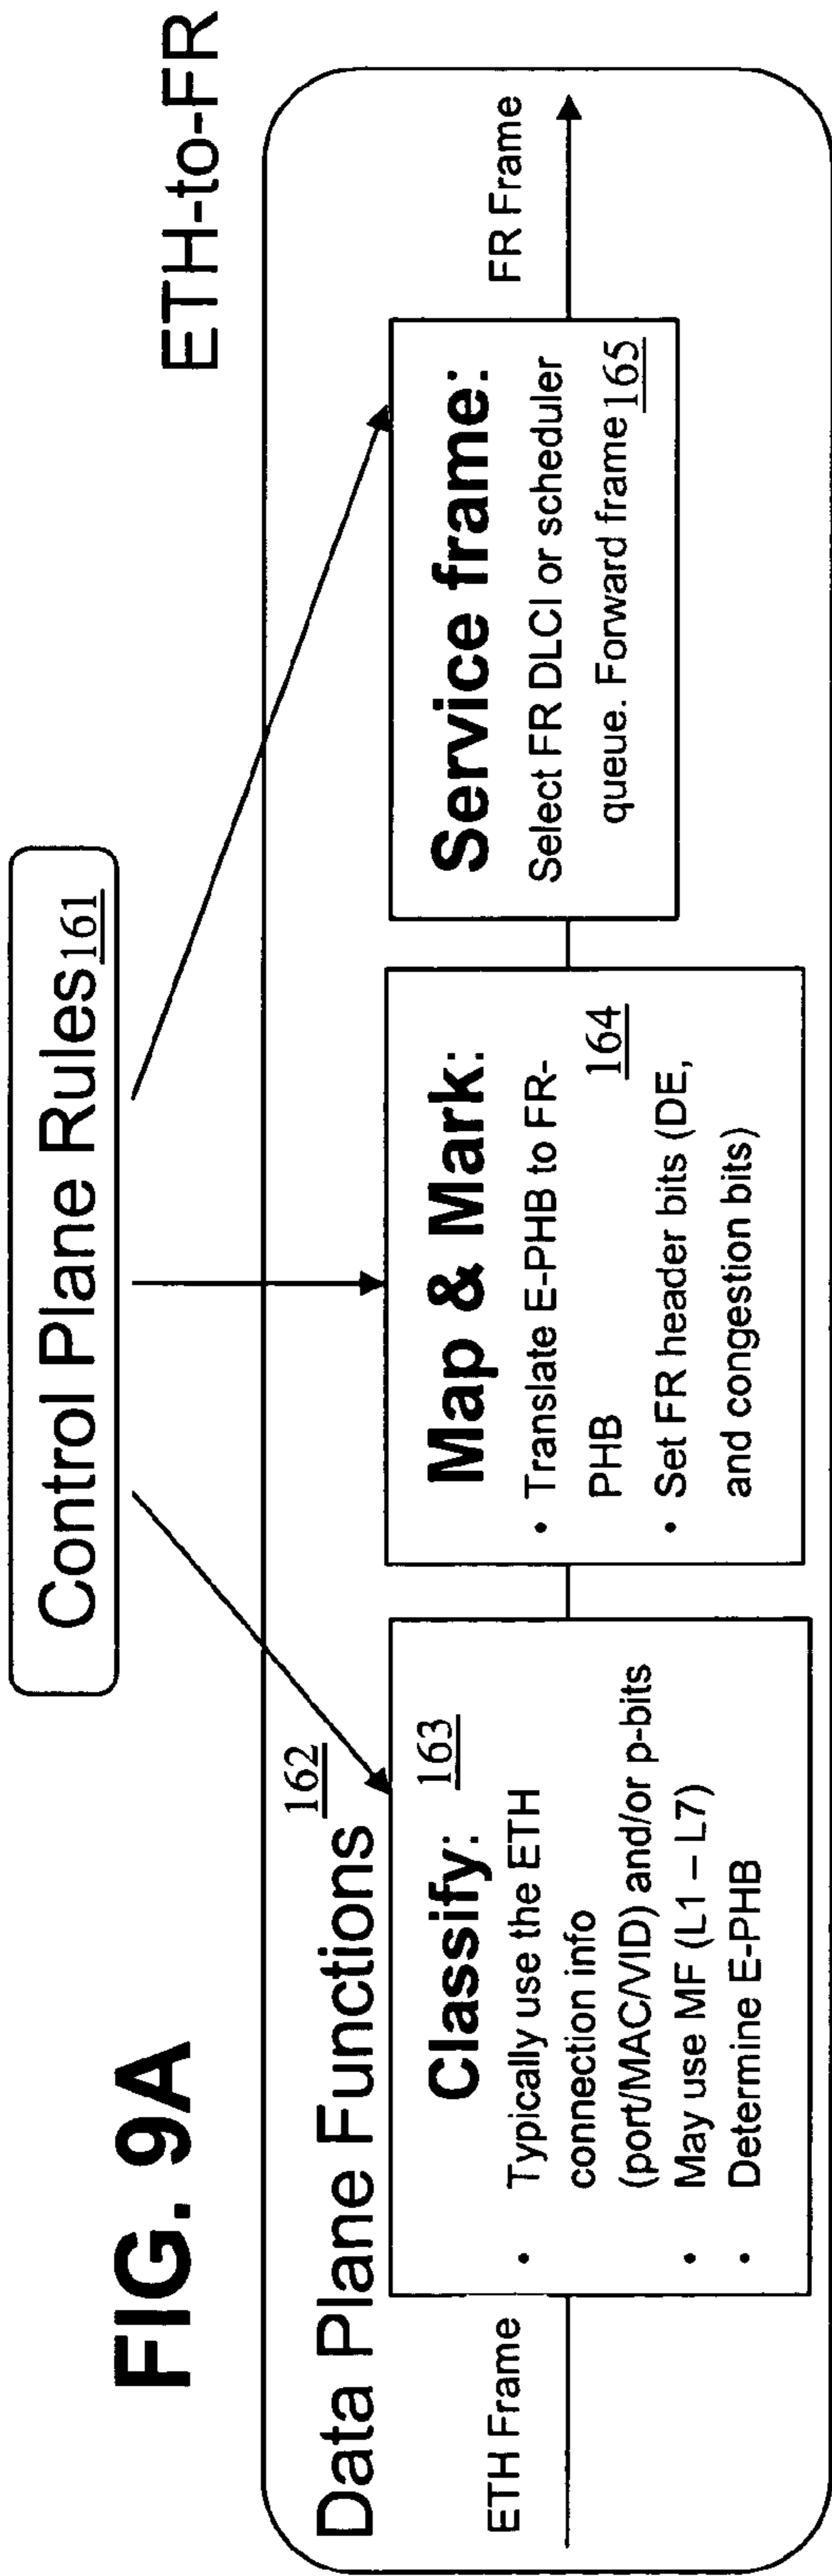 FIG. 9A
ETH-to-FR
Control Plane Rules 161
Data Plane Functions 162
ETH Frame
Classify: 163
• Typically use the ETH
connection info
(port/MAC/VID) and/or p-bits
• May use MF (L1 – L7)
• Determine E-PHB
Map & Mark:
• Translate E-PHB to FR-
PHB 164
• Set FR header bits (DE,
and congestion bits)
Service frame:
Select FR DLCI or scheduler
queue. Forward frame 165
FR Frame